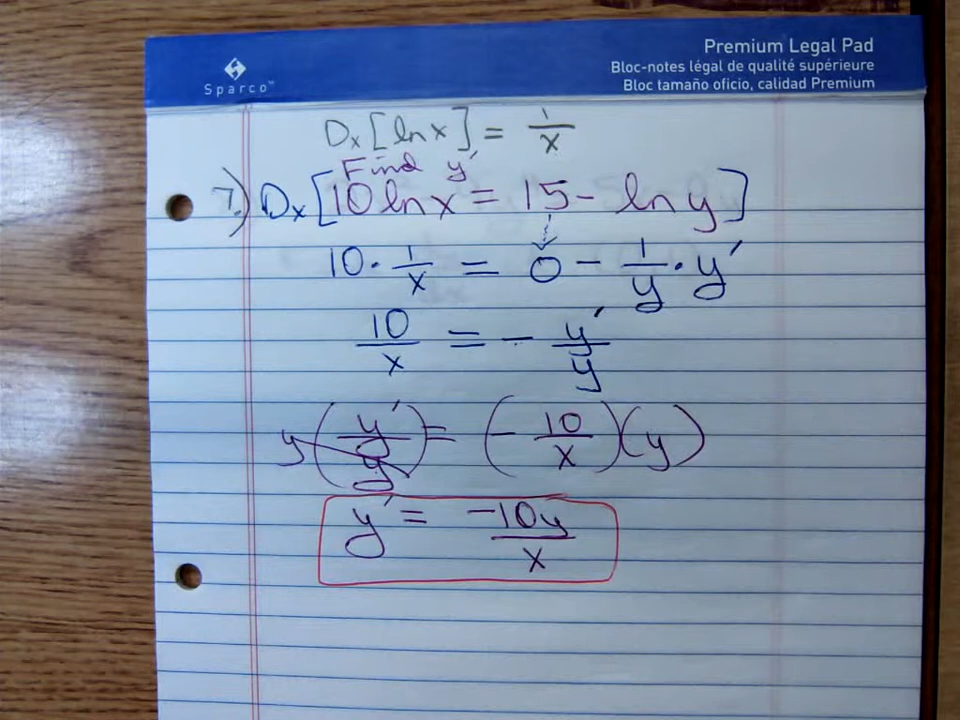 Premium Legal Pad
Bloc-notes légal de qualité supérieure
Bloc tamaño oficio, calidad Premium
Sparco™
Dx[ln x] = 1/x
Find y'
7.) Dx[10 ln x = 15 - ln y]
10 · 1/x = 0 - 1/y · y'
10/x = - y'/y
y(y'/y) = (- 10/x)(y)
y' = -10y/x